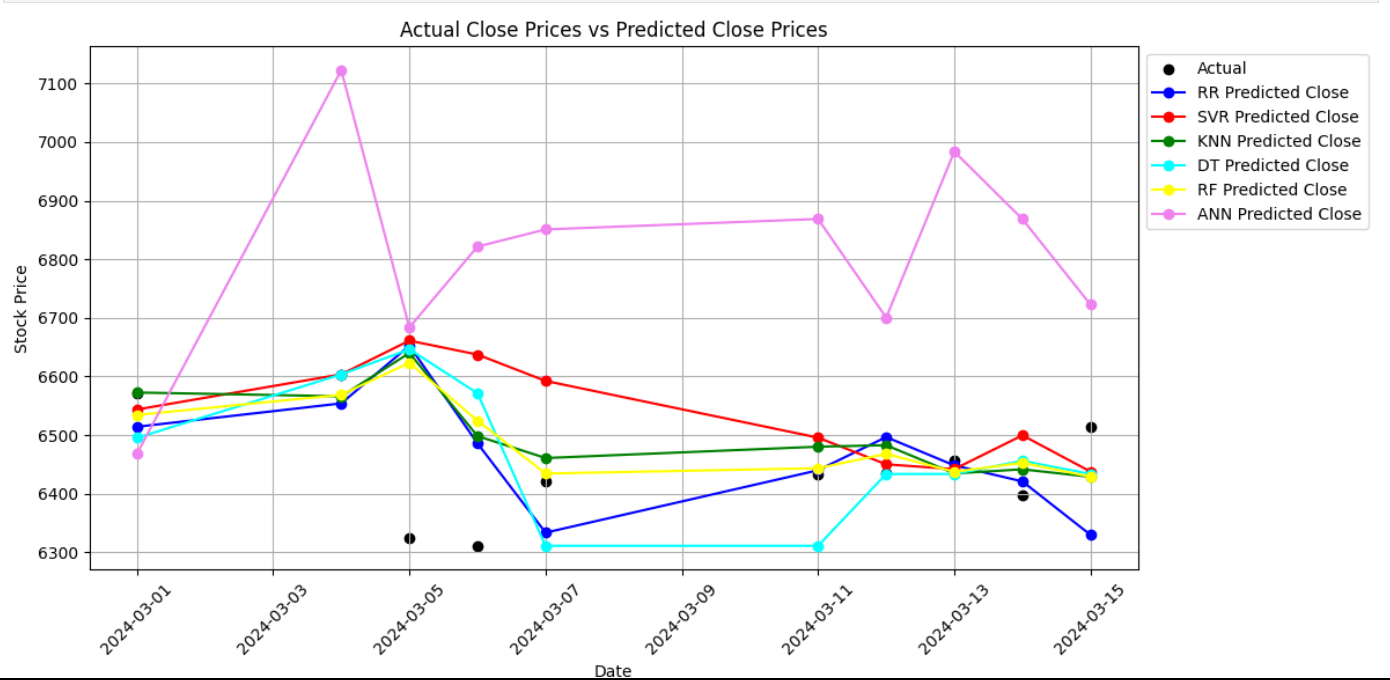 Actual Close Prices vs Predicted Close Prices
Stock Price
7100
7000
6900
6800
6700
6600
6500
6400
6300
2024-03-01
2024-03-03
2024-03-05
2024-03-07
2024-03-09
2024-03-11
2024-03-13
2024-03-15
Date
Actual
RR Predicted Close
SVR Predicted Close
KNN Predicted Close
DT Predicted Close
RF Predicted Close
ANN Predicted Close